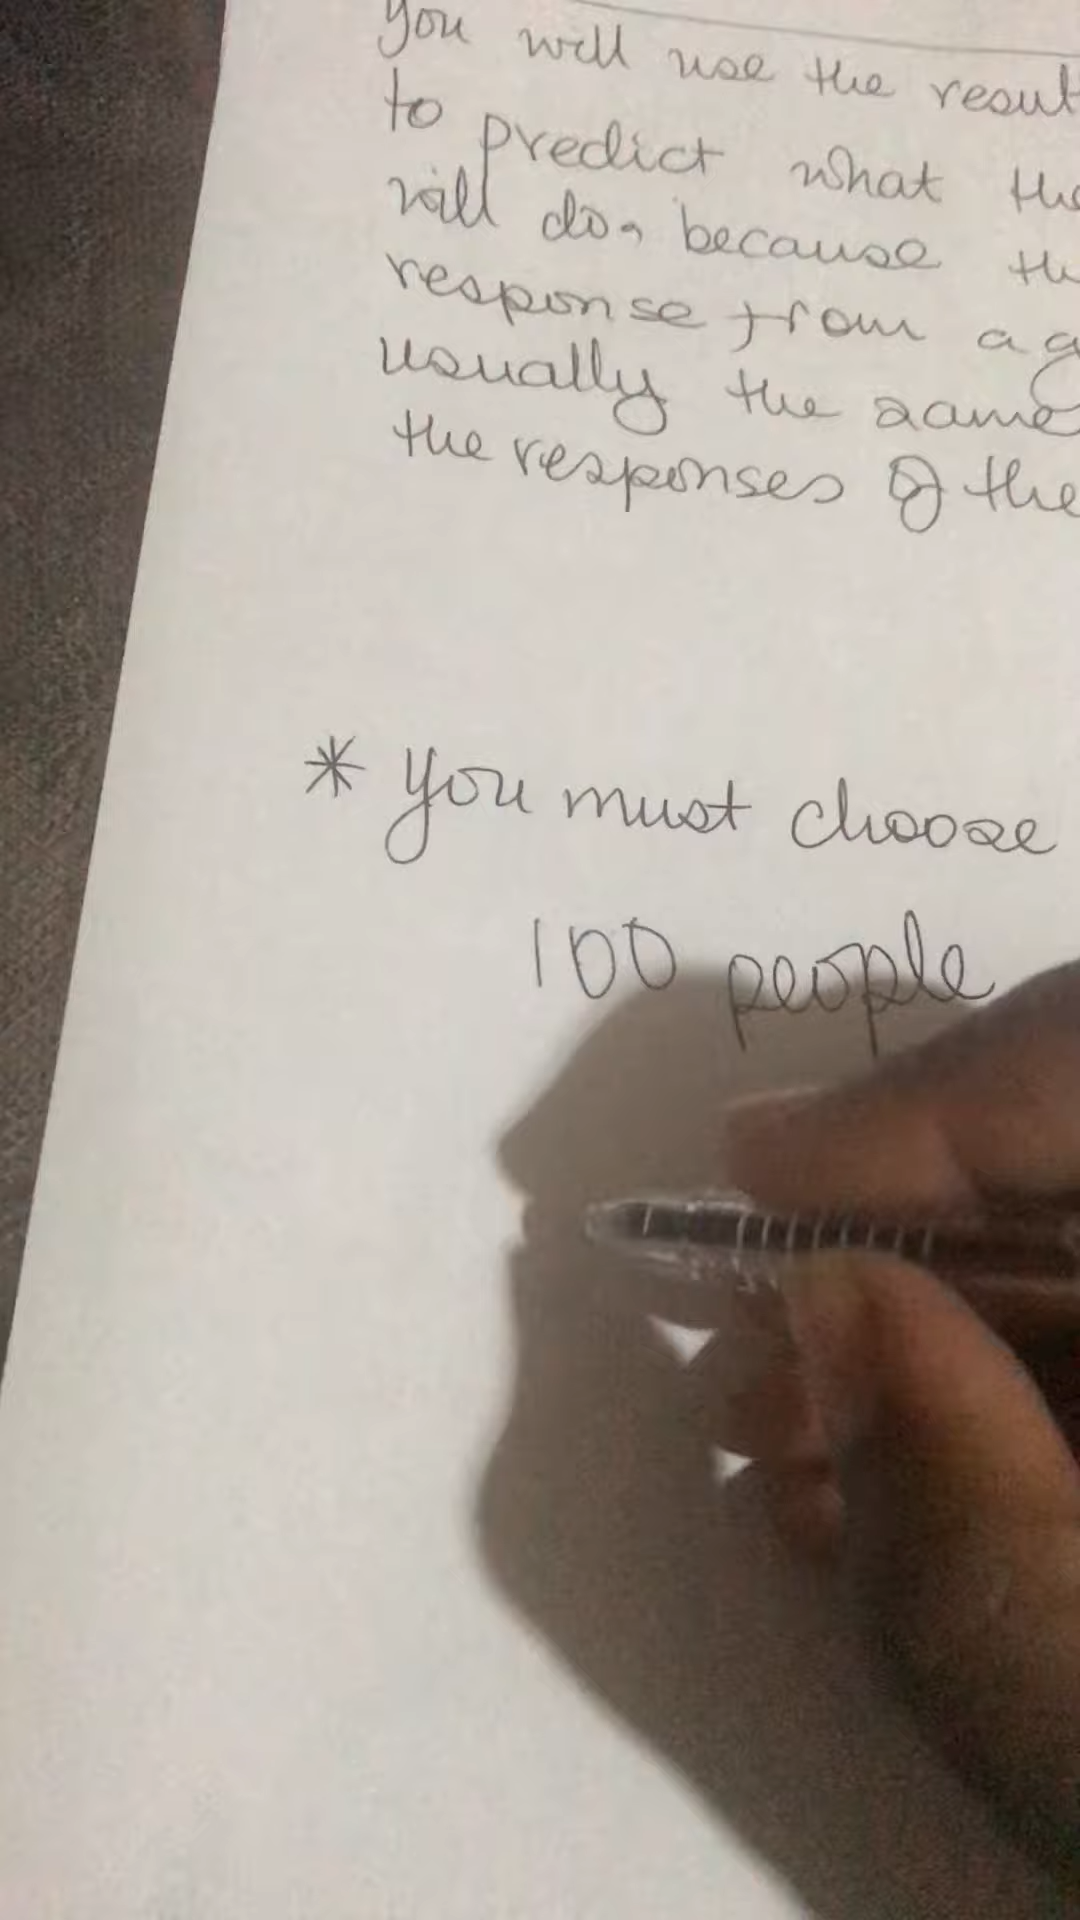 you will use the result
to predict what the
will do, because th
response from a g
usually the same
the responses of the
* you must choose
100 people